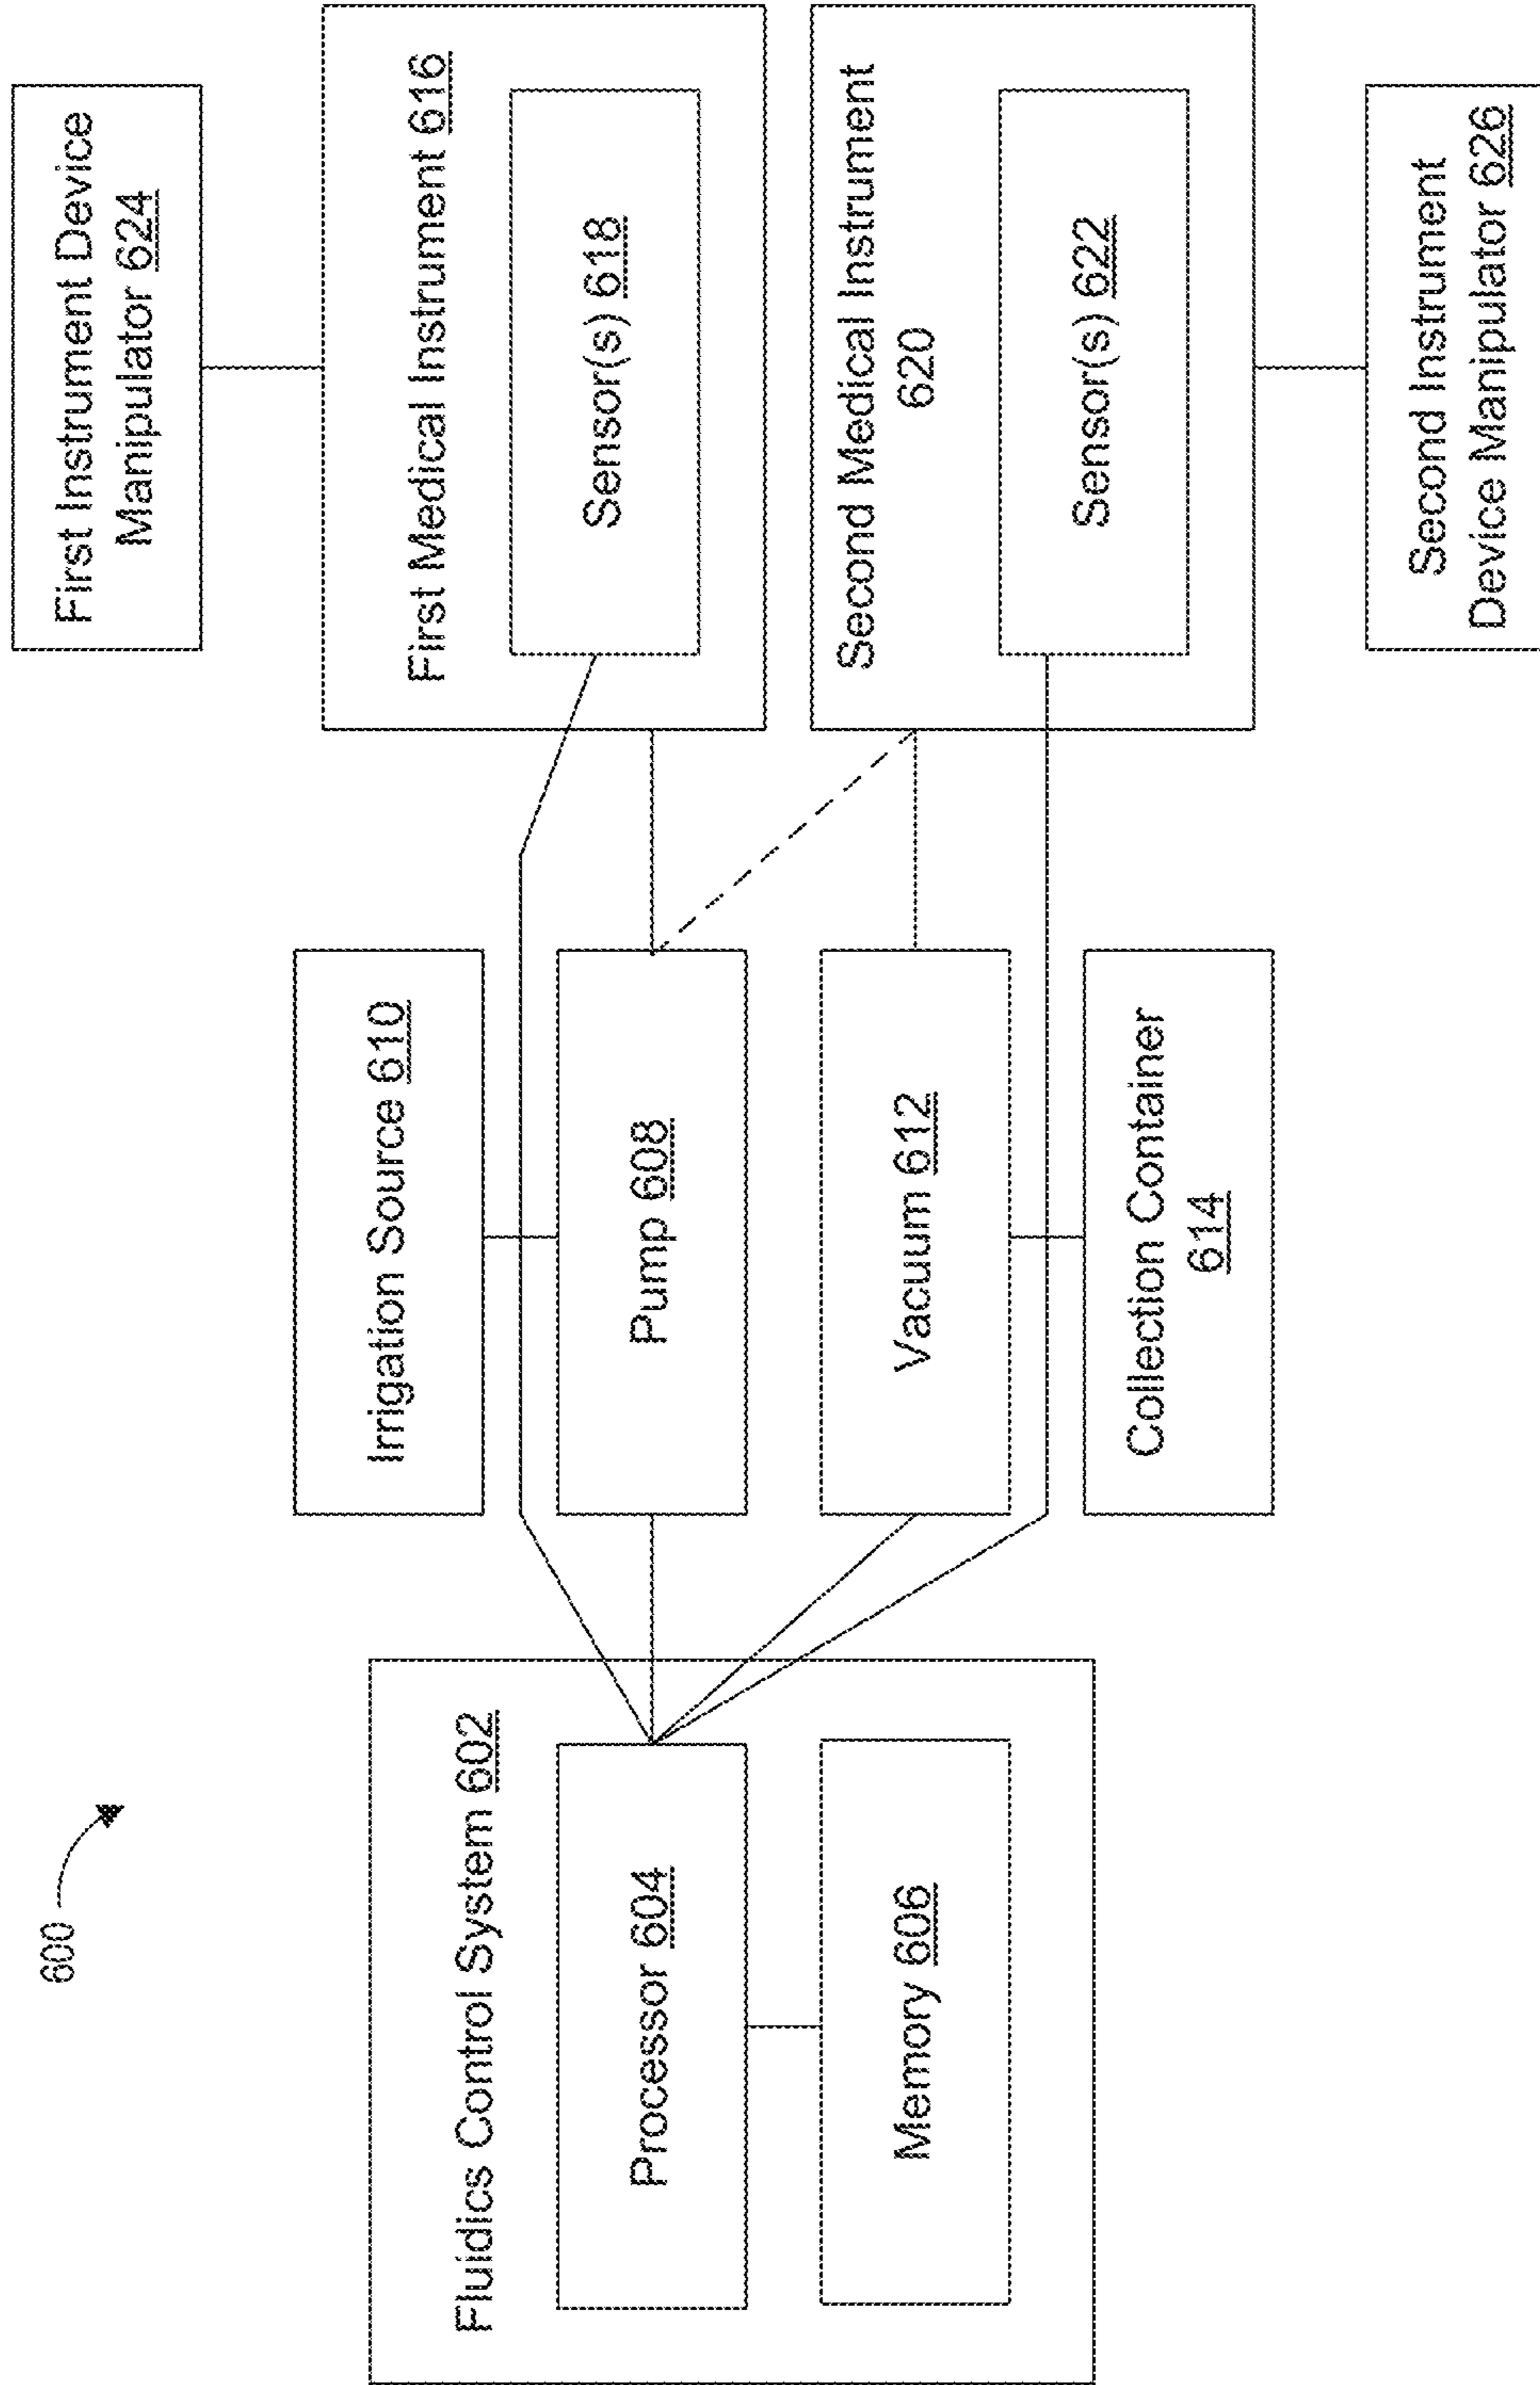 600
Fluidics Control System 602
Processor 604
Memory 606
Irrigation Source 610
Pump 608
Vacuum 612
Collection Container
614
First Instrument Device
Manipulator 624
First Medical Instrument 616
Sensor(s) 618
Second Medical Instrument
620
Sensor(s) 622
Second Instrument
Device Manipulator 626